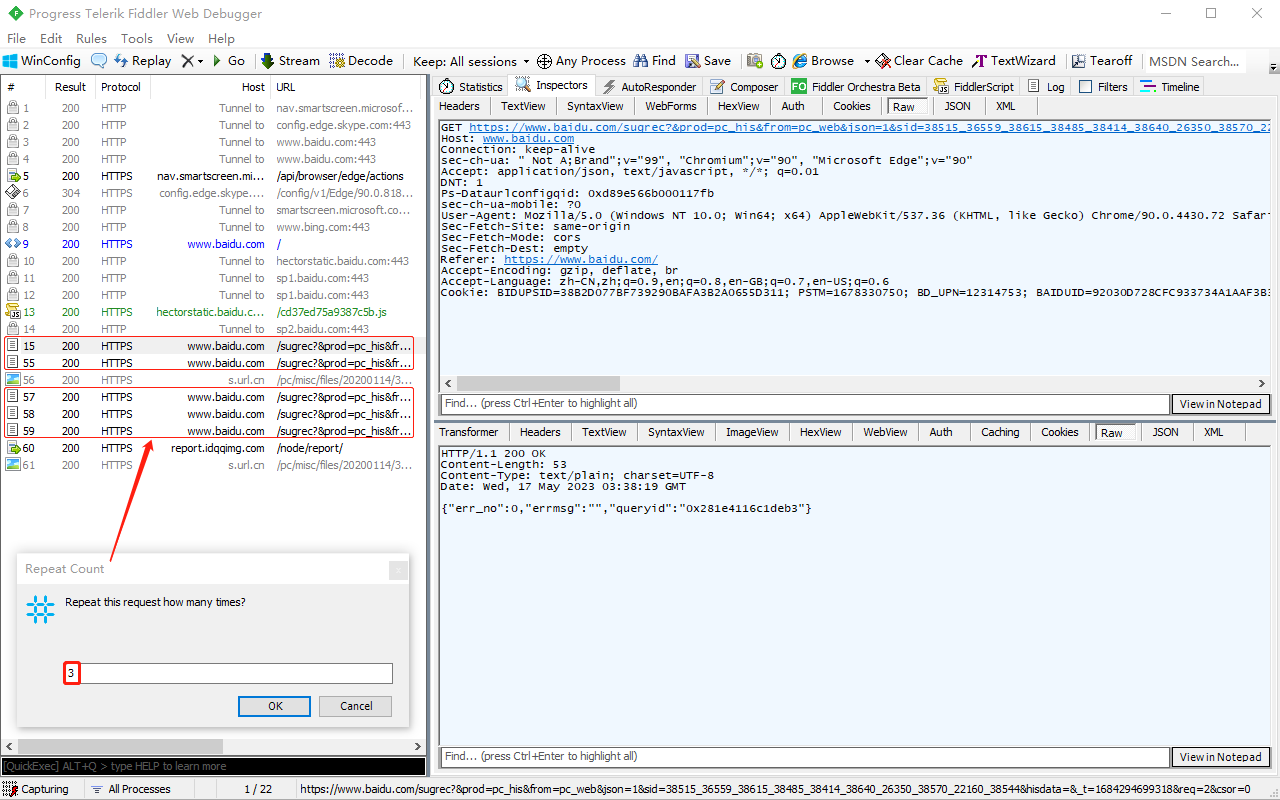 Progress Telerik Fiddler Web Debugger
File Edit Rules Tools View Help
WinConfig Replay Go Stream Decode Keep: All sessions Any Process Find Save Browse Clear Cache TextWizard Tearoff MSDN Search...
# Result Protocol Host URL
1 200 HTTP Tunnel to nav.smartscreen.microsof...
2 200 HTTP Tunnel to config.edge.skype.com:443
3 200 HTTP Tunnel to www.baidu.com:443
4 200 HTTP Tunnel to www.baidu.com:443
5 200 HTTPS nav.smartscreen.mi... /api/browser/edge/actions
6 304 HTTPS config.edge.skype.... /config/v1/Edge/90.0.818...
7 200 HTTP Tunnel to smartscreen.microsoft.co...
8 200 HTTP Tunnel to www.bing.com:443
9 200 HTTPS www.baidu.com /
10 200 HTTP Tunnel to hectorstatic.baidu.com:443
11 200 HTTP Tunnel to sp1.baidu.com:443
12 200 HTTP Tunnel to sp1.baidu.com:443
13 200 HTTPS hectorstatic.baidu.c... /cd37ed75a9387c5b.js
14 200 HTTP Tunnel to sp2.baidu.com:443
15 200 HTTPS www.baidu.com /sugrec?&prod=pc_his&fr...
55 200 HTTPS www.baidu.com /sugrec?&prod=pc_his&fr...
56 200 HTTPS s.url.cn /pc/misc/files/20200114/3...
57 200 HTTPS www.baidu.com /sugrec?&prod=pc_his&fr...
58 200 HTTPS www.baidu.com /sugrec?&prod=pc_his&fr...
59 200 HTTPS www.baidu.com /sugrec?&prod=pc_his&fr...
60 200 HTTPS report.idqqimg.com /node/report/
61 200 HTTPS s.url.cn /pc/misc/files/20200114/3...
Repeat Count
Repeat this request how many times?
3
OK Cancel
[QuickExec] ALT+Q > type HELP to learn more
Statistics Inspectors AutoResponder Composer FO Fiddler Orchestra Beta FiddlerScript Log Filters Timeline
Headers TextView SyntaxView WebForms HexView Auth Cookies Raw JSON XML
GET https://www.baidu.com/sugrec?&prod=pc_his&from=pc_web&json=1&sid=38515_36559_38615_38485_38414_38640_26350_38570_22
Host: www.baidu.com
Connection: keep-alive
sec-ch-ua: " Not A;Brand";v="99", "Chromium";v="90", "Microsoft Edge";v="90"
Accept: application/json, text/javascript, */*; q=0.01
DNT: 1
Ps-Dataurlconfigqid: 0xd89e566b000117fb
sec-ch-ua-mobile: ?0
User-Agent: Mozilla/5.0 (Windows NT 10.0; Win64; x64) AppleWebKit/537.36 (KHTML, like Gecko) Chrome/90.0.4430.72 Safar
Sec-Fetch-Site: same-origin
Sec-Fetch-Mode: cors
Sec-Fetch-Dest: empty
Referer: https://www.baidu.com/
Accept-Encoding: gzip, deflate, br
Accept-Language: zh-CN,zh;q=0.9,en;q=0.8,en-GB;q=0.7,en-US;q=0.6
Cookie: BIDUPSID=38B2D077BF739290BAFA3B2A0655D311; PSTM=1678330750; BD_UPN=12314753; BAIDUID=92030D728CFC933734A1AAF3B3
Find... (press Ctrl+Enter to highlight all) View in Notepad
Transformer Headers TextView SyntaxView ImageView HexView WebView Auth Caching Cookies Raw JSON XML
HTTP/1.1 200 OK
Content-Length: 53
Content-Type: text/plain; charset=UTF-8
Date: Wed, 17 May 2023 03:38:19 GMT
{"err_no":0,"errmsg":"","queryid":"0x281e4116c1deb3"}
Find... (press Ctrl+Enter to highlight all) View in Notepad
Capturing All Processes 1 / 22 https://www.baidu.com/sugrec?&prod=pc_his&from=pc_web&json=1&sid=38515_36559_38615_38485_38414_38640_26350_38570_22160_38544&hisdata=&_t=1684294699318&req=2&csor=0